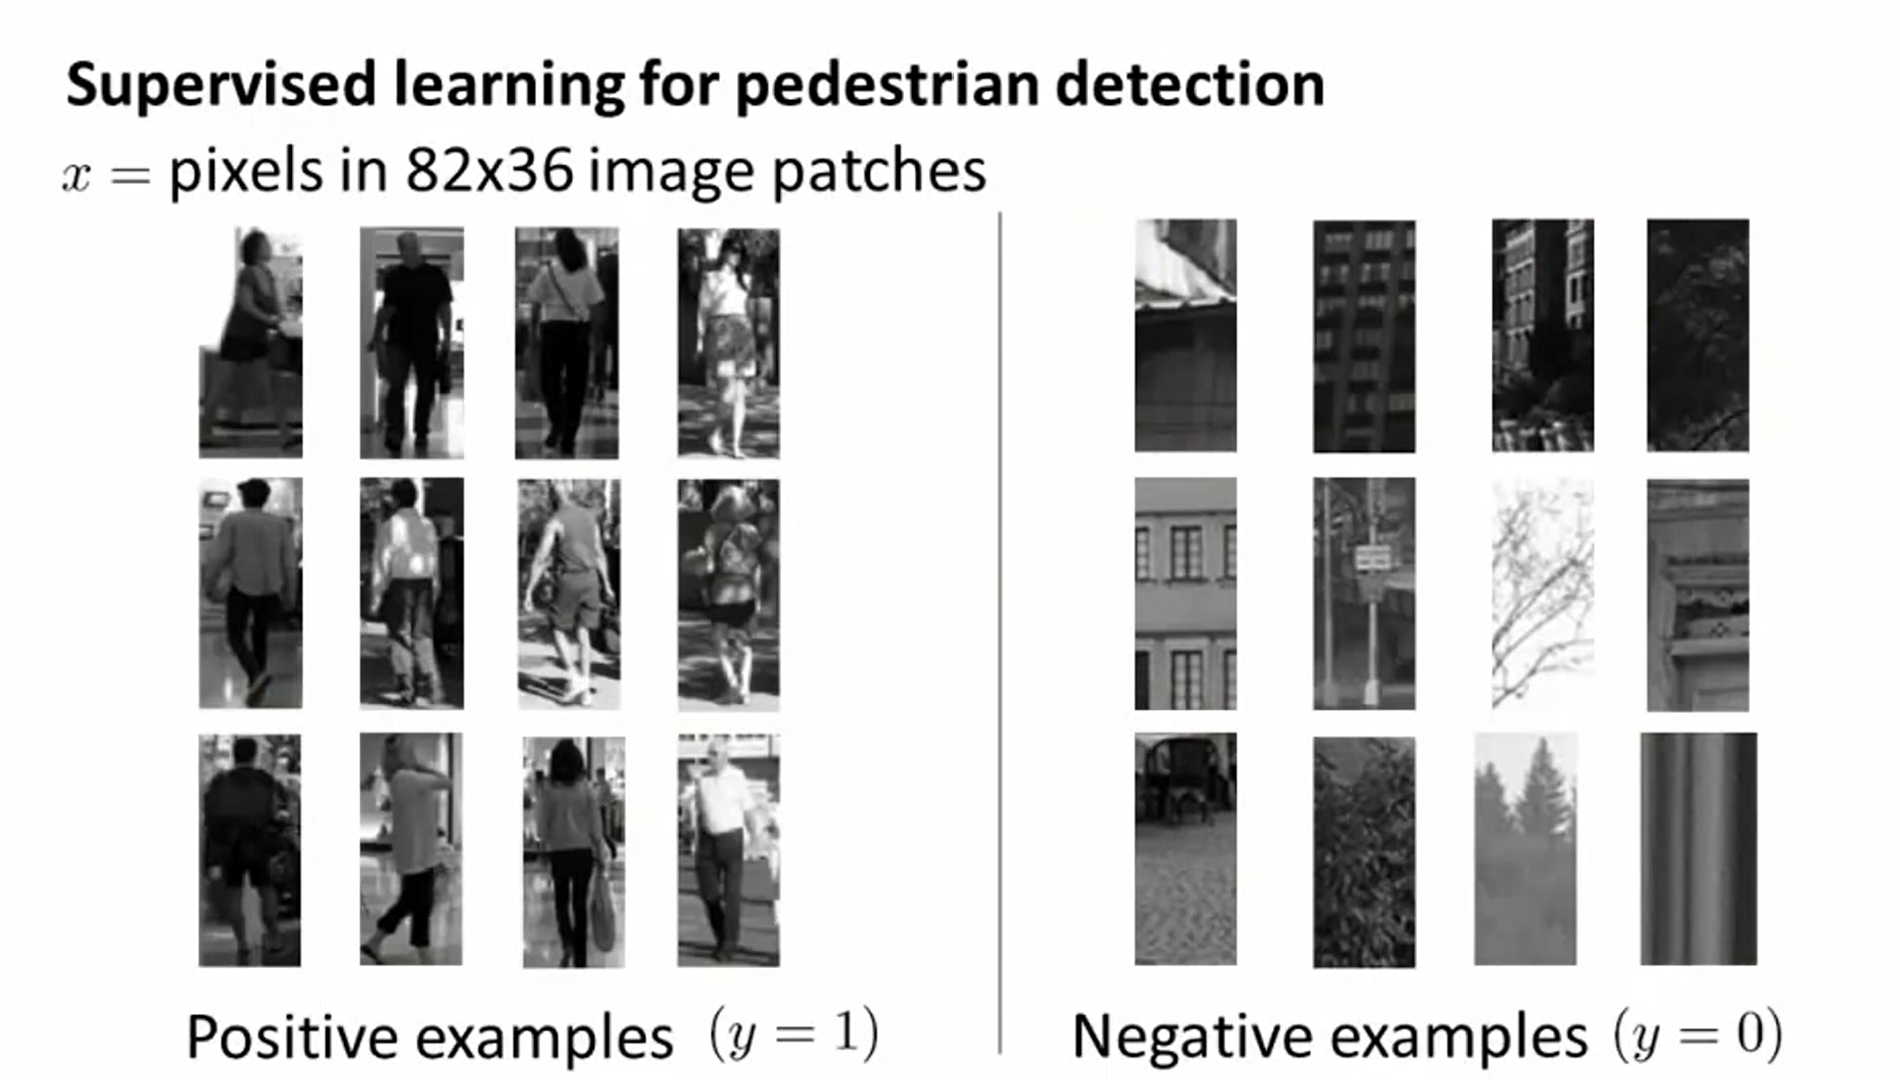 Supervised learning for pedestrian detection
x = pixels in 82x36 image patches
Positive examples (y = 1)
Negative examples (y = 0)